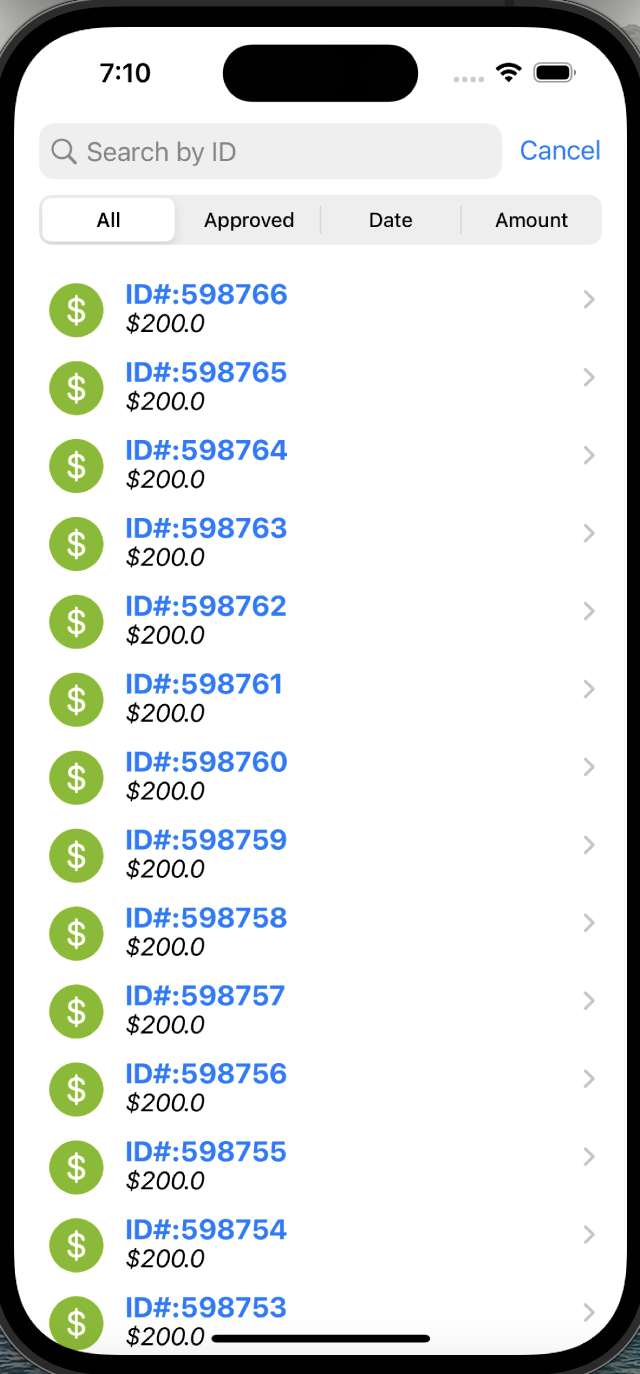 7:10
Search by ID
Cancel
All
Approved
Date
Amount
$
ID#:598766
$200.0
$
ID#:598765
$200.0
$
ID#:598764
$200.0
$
ID#:598763
$200.0
$
ID#:598762
$200.0
$
ID#:598761
$200.0
$
ID#:598760
$200.0
$
ID#:598759
$200.0
$
ID#:598758
$200.0
$
ID#:598757
$200.0
$
ID#:598756
$200.0
$
ID#:598755
$200.0
$
ID#:598754
$200.0
$
ID#:598753
$200.0